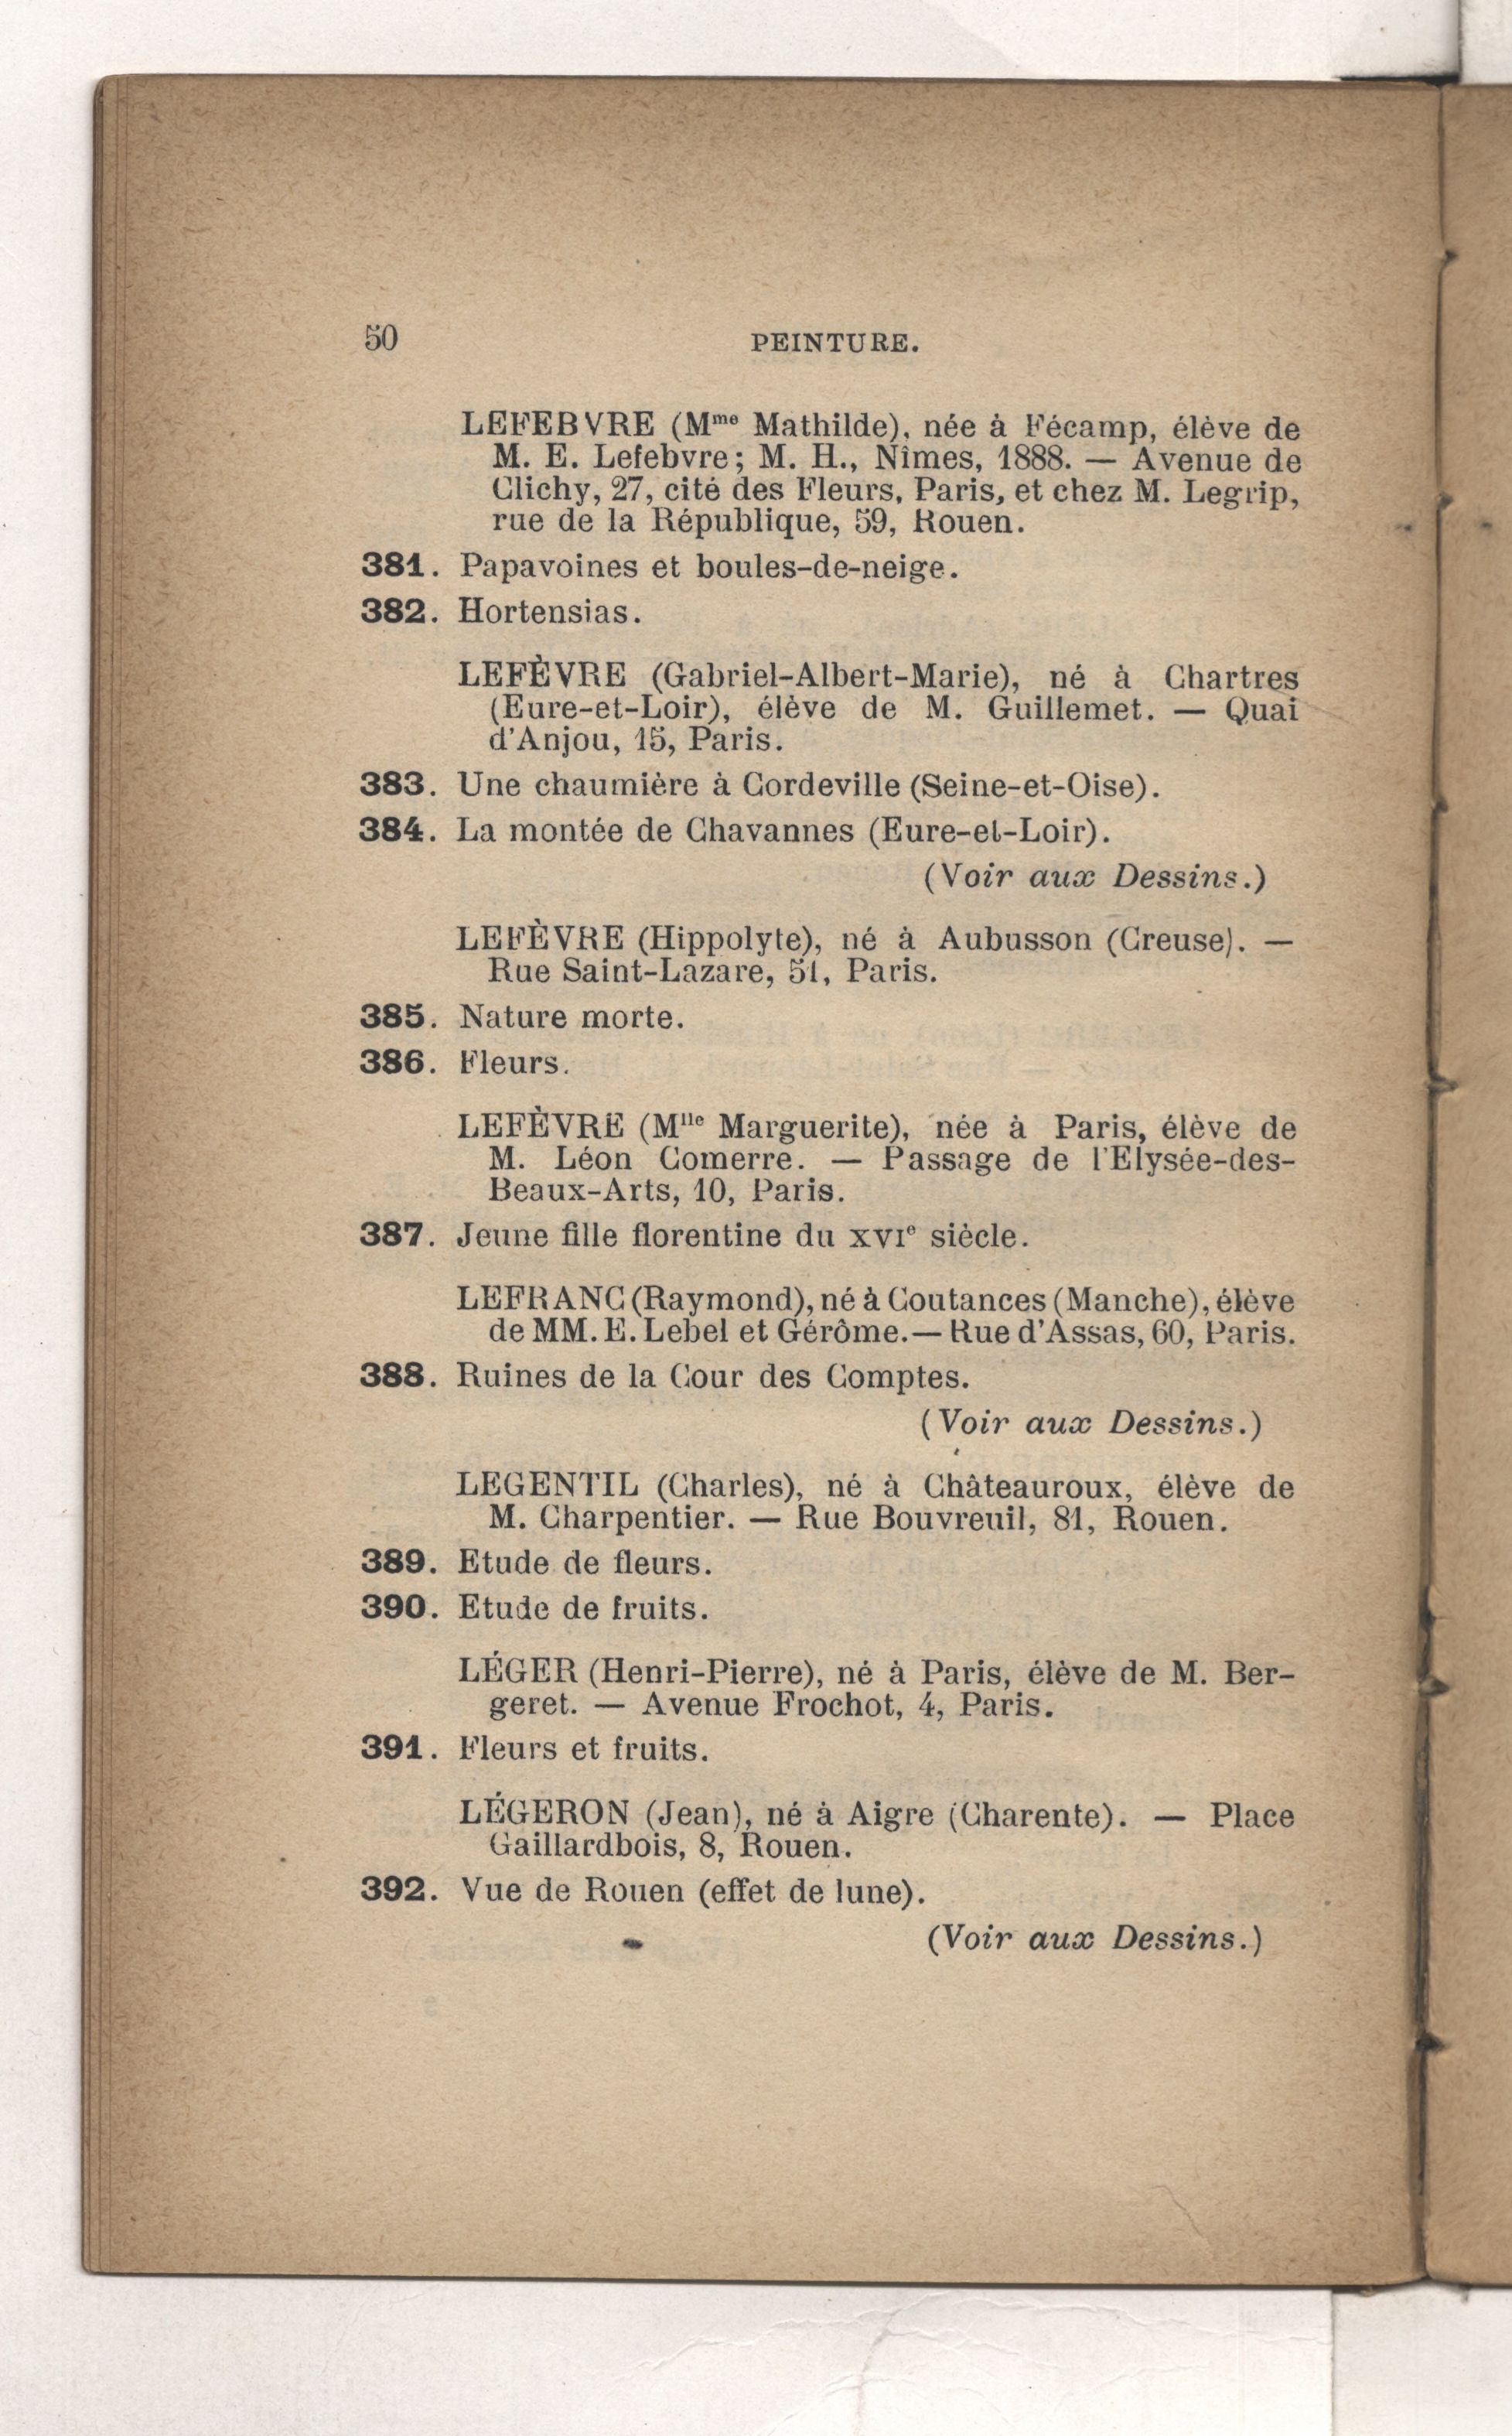 50 PEINTURE.
LEFEBVRE (Mme Mathilde), née à Fécamp, élève de
M. E. Lefebvre; M. H., Nîmes, 1888. — Avenue de
Clichy, 27, cité des Fleurs, Paris, et chez M. Legrip,
rue de la République, 59, Rouen.
381. Papavoines et boules-de-neige.
382. Hortensias.
LEFÈVRE (Gabriel-Albert-Marie), né à Chartres
(Eure-et-Loir), élève de M. Guillemet. — Quai
d'Anjou, 15, Paris.
383. Une chaumière à Cordeville (Seine-et-Oise).
384. La montée de Chavannes (Eure-et-Loir).
(Voir aux Dessins.)
LEFÈVRE (Hippolyte), né à Aubusson (Creuse). —
Rue Saint-Lazare, 51, Paris.
385. Nature morte.
386. Fleurs.
LEFÈVRE (Mlle Marguerite), née à Paris, élève de
M. Léon Comerre. — Passage de l'Elysée-des-
Beaux-Arts, 10, Paris.
387. Jeune fille florentine du XVIe siècle.
LEFRANC (Raymond), né à Coutances (Manche), élève
de MM. E. Lebel et Gérôme. — Rue d'Assas, 60, Paris.
388. Ruines de la Cour des Comptes.
(Voir aux Dessins.)
LEGENTIL (Charles), né à Châteauroux, élève de
M. Charpentier. — Rue Bouvreuil, 81, Rouen.
389. Etude de fleurs.
390. Etude de fruits.
LÉGER (Henri-Pierre), né à Paris, élève de M. Ber-
geret. — Avenue Frochot, 4, Paris.
391. Fleurs et fruits.
LÉGERON (Jean), né à Aigre (Charente). — Place
Gaillardbois, 8, Rouen.
392. Vue de Rouen (effet de lune).
(Voir aux Dessins.)